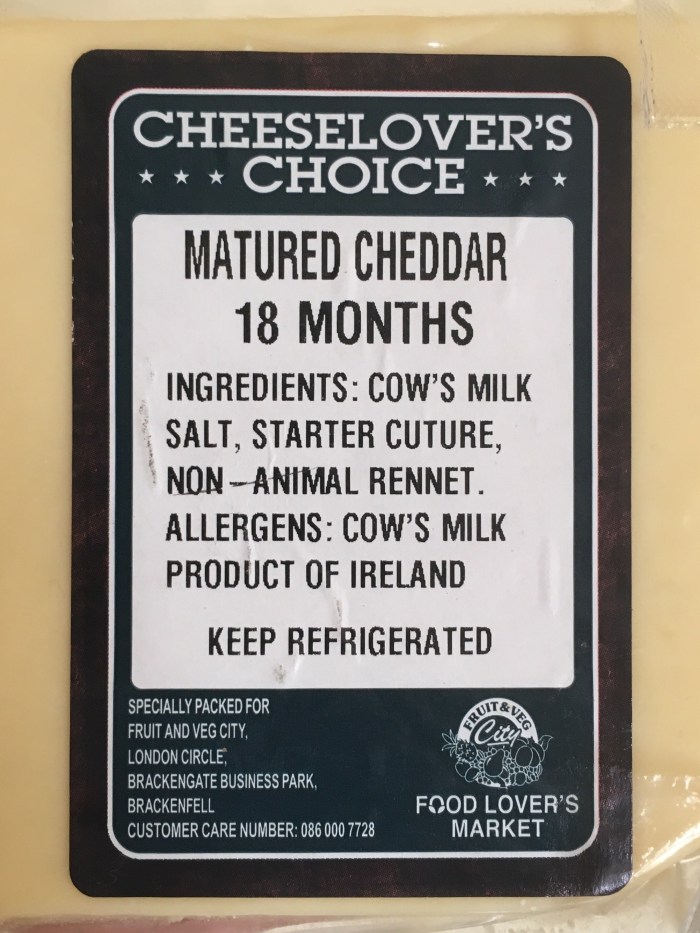 CHEESELOVER'S
CHOICE
MATURED CHEDDAR
18 MONTHS
INGREDIENTS: COW'S MILK
SALT, STARTER CUTURE,
NON-ANIMAL RENNET.
ALLERGENS: COW'S MILK
PRODUCT OF IRELAND
KEEP REFRIGERATED
SPECIALLY PACKED FOR
FRUIT AND VEG CITY,
LONDON CIRCLE,
BRACKENGATE BUSINESS PARK,
BRACKENFELL
CUSTOMER CARE NUMBER: 086 000 7728
FRUIT & VEG
City
FOOD LOVER'S
MARKET